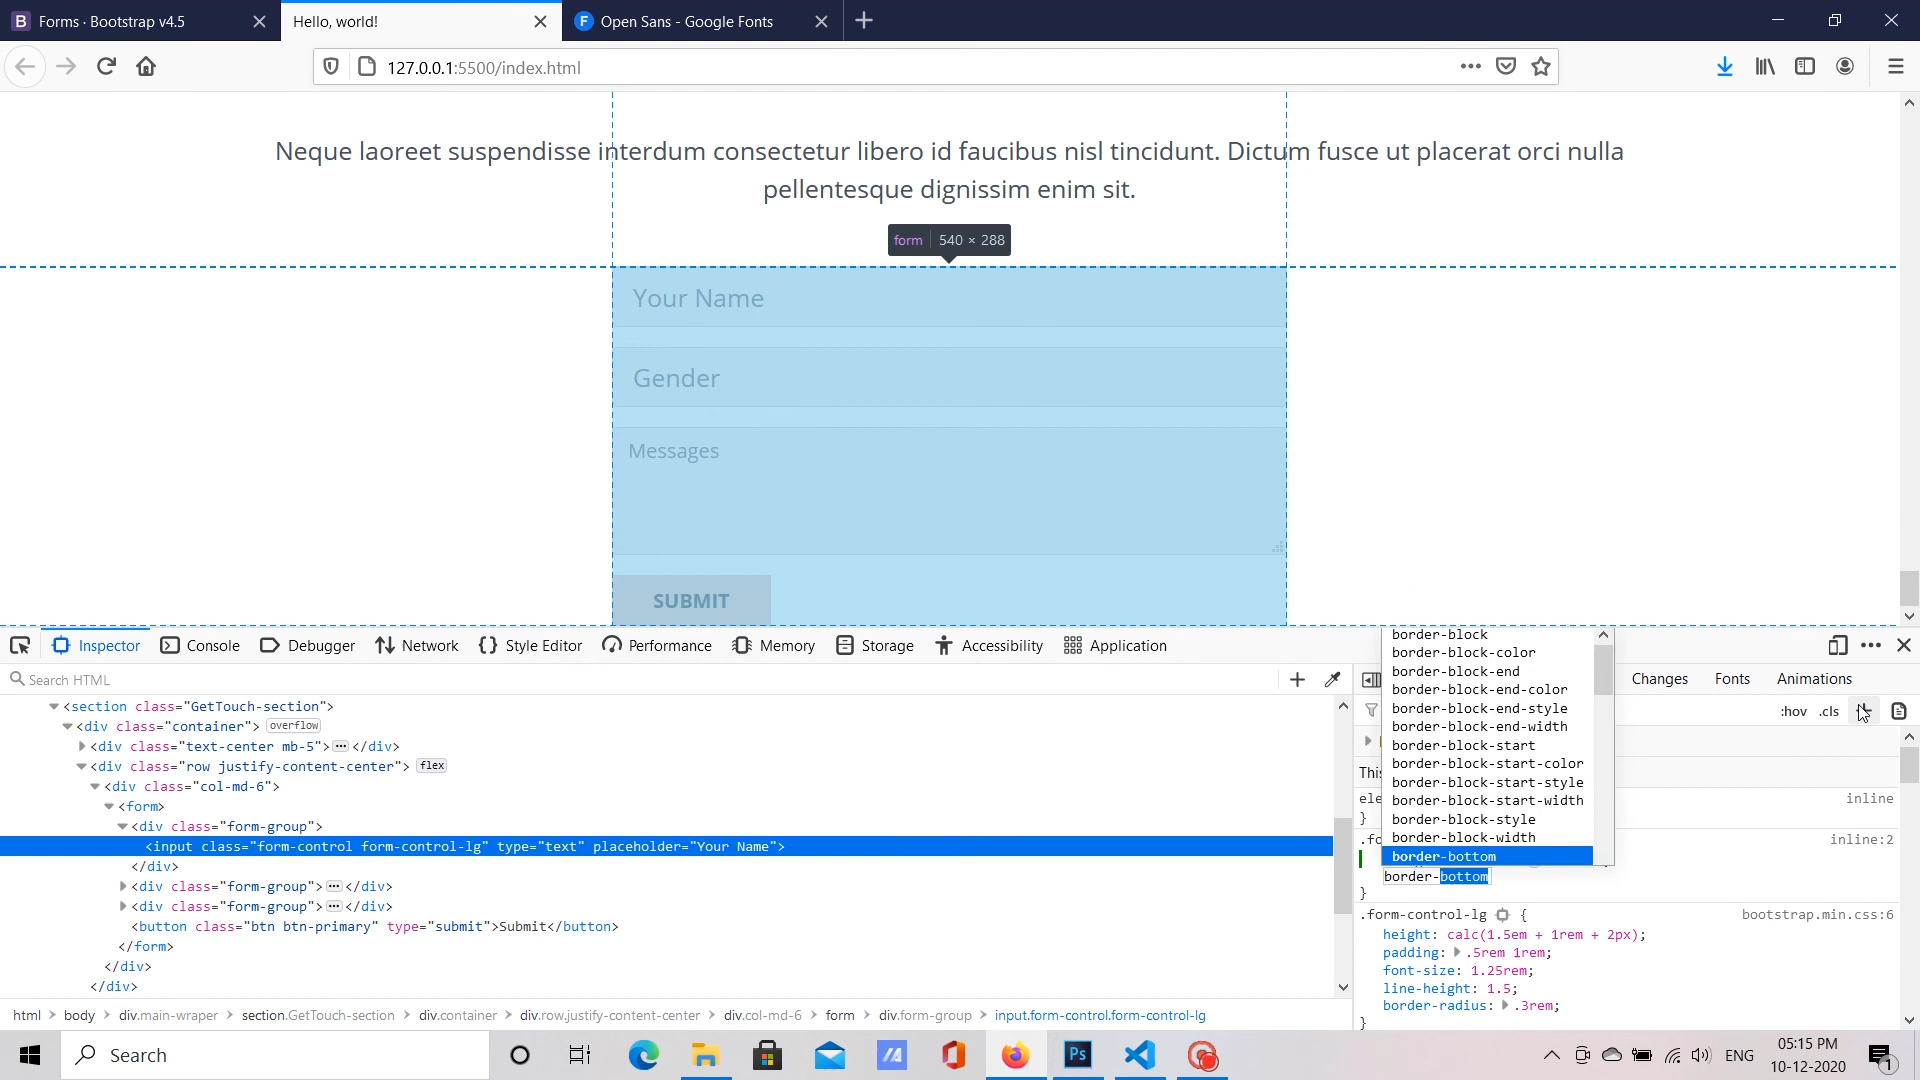 Forms · Bootstrap v4.5
Hello, world!
Open Sans - Google Fonts
127.0.0.1:5500/index.html
Neque laoreet suspendisse interdum consectetur libero id faucibus nisl tincidunt. Dictum fusce ut placerat orci nulla
pellentesque dignissim enim sit.
form 540 × 288
Your Name
Gender
Messages
SUBMIT
Inspector Console Debugger Network Style Editor Performance Memory Storage Accessibility Application
Search HTML
<section class="GetTouch-section">
<div class="container"> overflow
<div class="text-center mb-5"> ··· </div>
<div class="row justify-content-center"> flex
<div class="col-md-6">
<form>
<div class="form-group">
<input class="form-control form-control-lg" type="text" placeholder="Your Name">
</div>
<div class="form-group"> ··· </div>
<div class="form-group"> ··· </div>
<button class="btn btn-primary" type="submit">Submit</button>
</form>
</div>
</div>
html body div.main-wraper section.GetTouch-section div.container div.row.justify-content-center div.col-md-6 form div.form-group input.form-control.form-control-lg
border-block
border-block-color
border-block-end
border-block-end-color
border-block-end-style
border-block-end-width
border-block-start
border-block-start-color
border-block-start-style
border-block-start-width
border-block-style
border-block-width
border-bottom
border-bottom
Changes Fonts Animations
:hov .cls
Thi
ele inline
}
.fo inline:2
}
.form-control-lg { bootstrap.min.css:6
height: calc(1.5em + 1rem + 2px);
padding: .5rem 1rem;
font-size: 1.25rem;
line-height: 1.5;
border-radius: .3rem;
}
Search
Ps
ENG
05:15 PM
10-12-2020
1